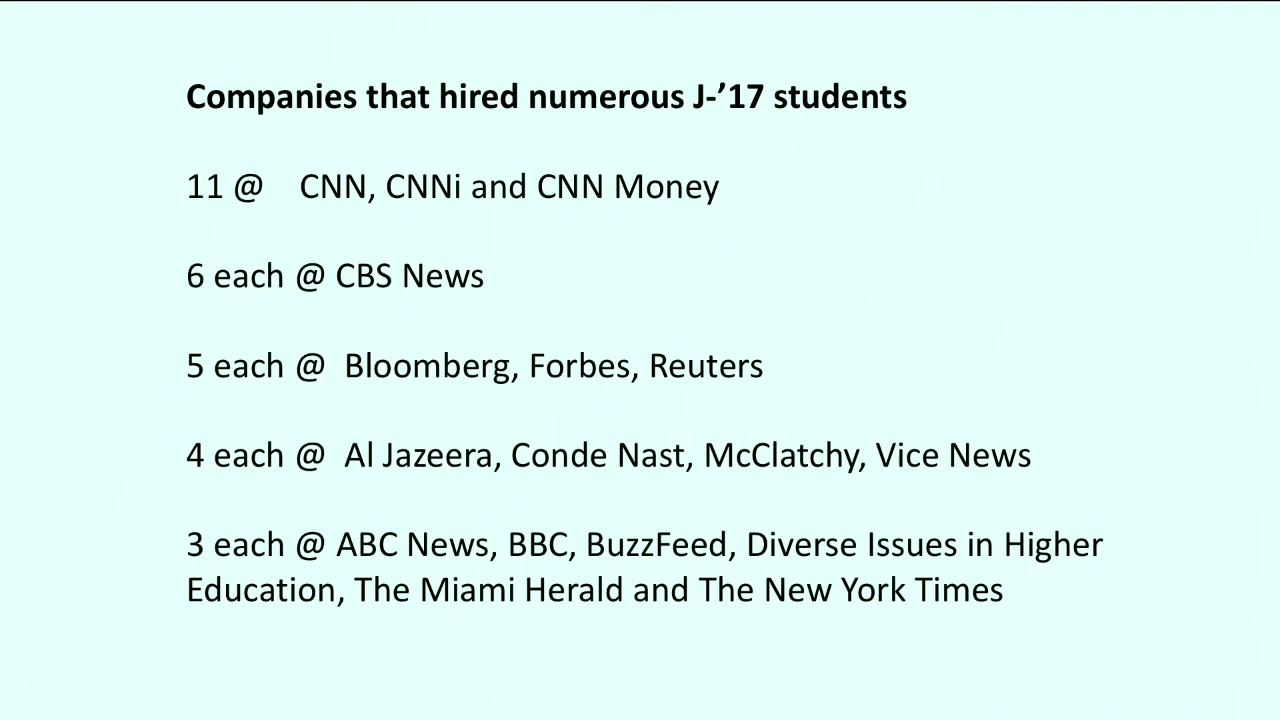 Companies that hired numerous J-’17 students
11 @ CNN, CNNi and CNN Money
6 each @ CBS News
5 each @ Bloomberg, Forbes, Reuters
4 each @ Al Jazeera, Conde Nast, McClatchy, Vice News
3 each @ ABC News, BBC, BuzzFeed, Diverse Issues in Higher
Education, The Miami Herald and The New York Times